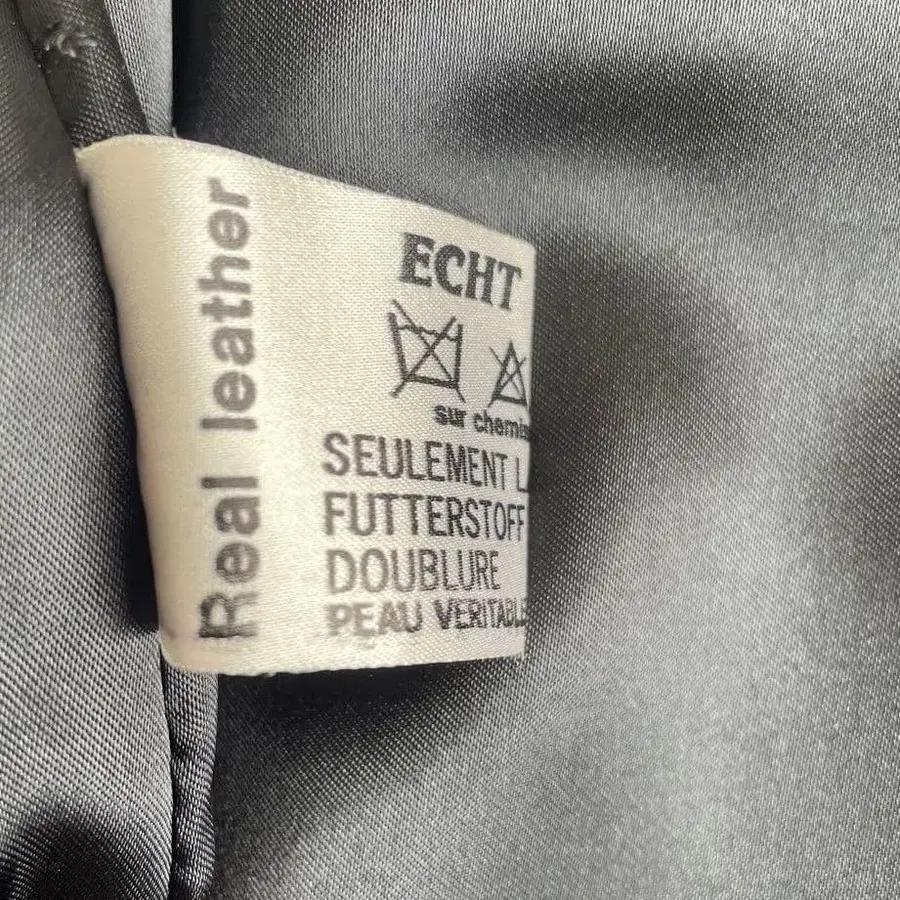 Real leather
ECHT
sur chemis
SEULEMENT L
FUTTERSTOFF
DOUBLURE
PEAU VERITABLE